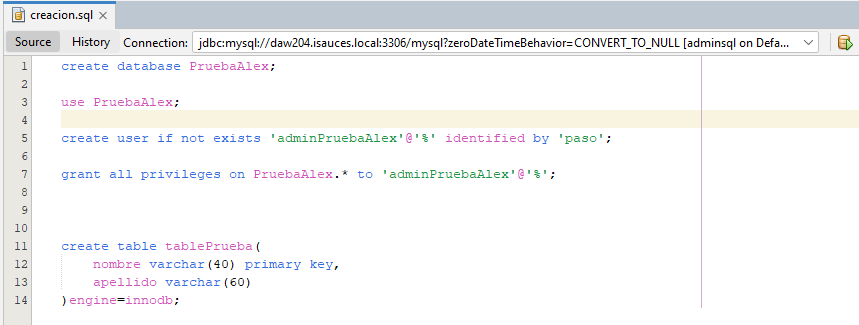 creacion.sql
Source History Connection: jdbc:mysql://daw204.isauces.local:3306/mysql?zeroDateTimeBehavior=CONVERT_TO_NULL [adminsql on Defa...
1 create database PruebaAlex;
2
3 use PruebaAlex;
4
5 create user if not exists 'adminPruebaAlex'@'%' identified by 'paso';
6
7 grant all privileges on PruebaAlex.* to 'adminPruebaAlex'@'%';
8
9
10
11 create table tablePrueba(
12 nombre varchar(40) primary key,
13 apellido varchar(60)
14 )engine=innodb;